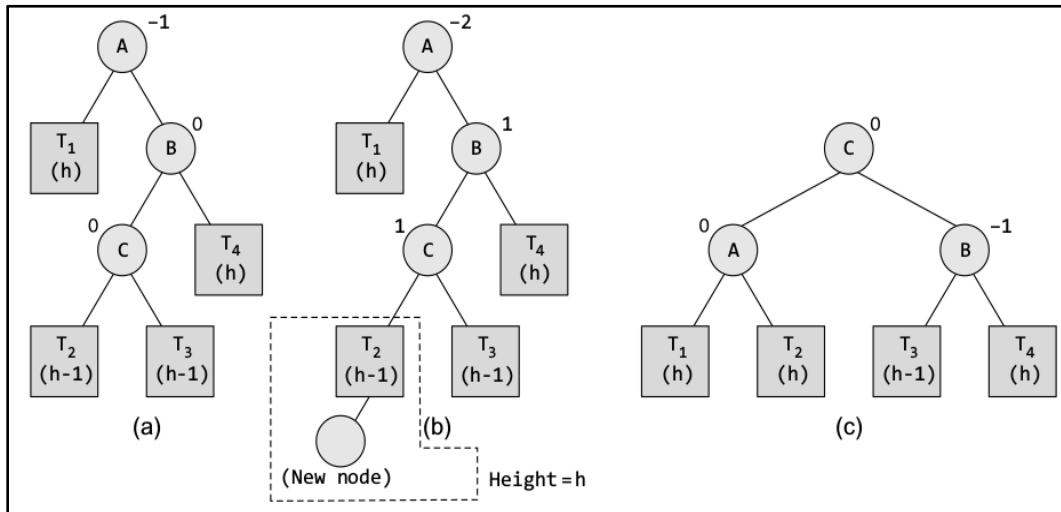 A
−1
T1
(h)
B
0
C
0
T4
(h)
T2
(h-1)
T3
(h-1)
(a)
A
−2
T1
(h)
B
1
C
1
T4
(h)
T2
(h-1)
T3
(h-1)
(New node)
(b)
Height=h
C
0
A
0
B
−1
T1
(h)
T2
(h)
T3
(h-1)
T4
(h)
(c)